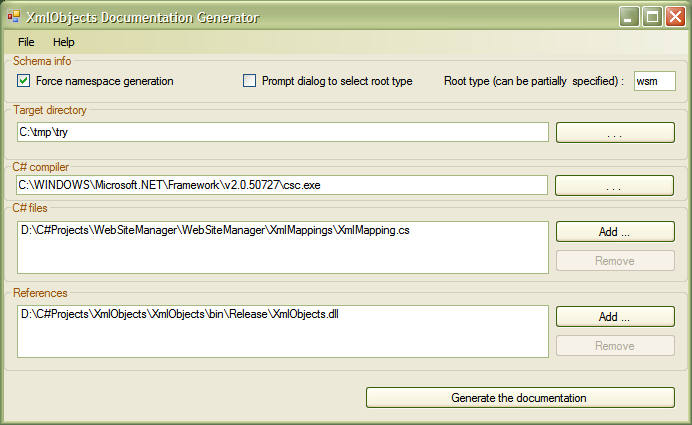 XmlObjects Documentation Generator
File Help
Schema info
Force namespace generation Prompt dialog to select root type Root type (can be partially specified) : wsm
Target directory
C:\tmp\try . . .
C# compiler
C:\WINDOWS\Microsoft.NET\Framework\v2.0.50727\csc.exe . . .
C# files
D:\C#Projects\WebSiteManager\WebSiteManager\XmlMappings\XmlMapping.cs Add ...
Remove
References
D:\C#Projects\XmlObjects\XmlObjects\bin\Release\XmlObjects.dll Add ...
Remove
Generate the documentation